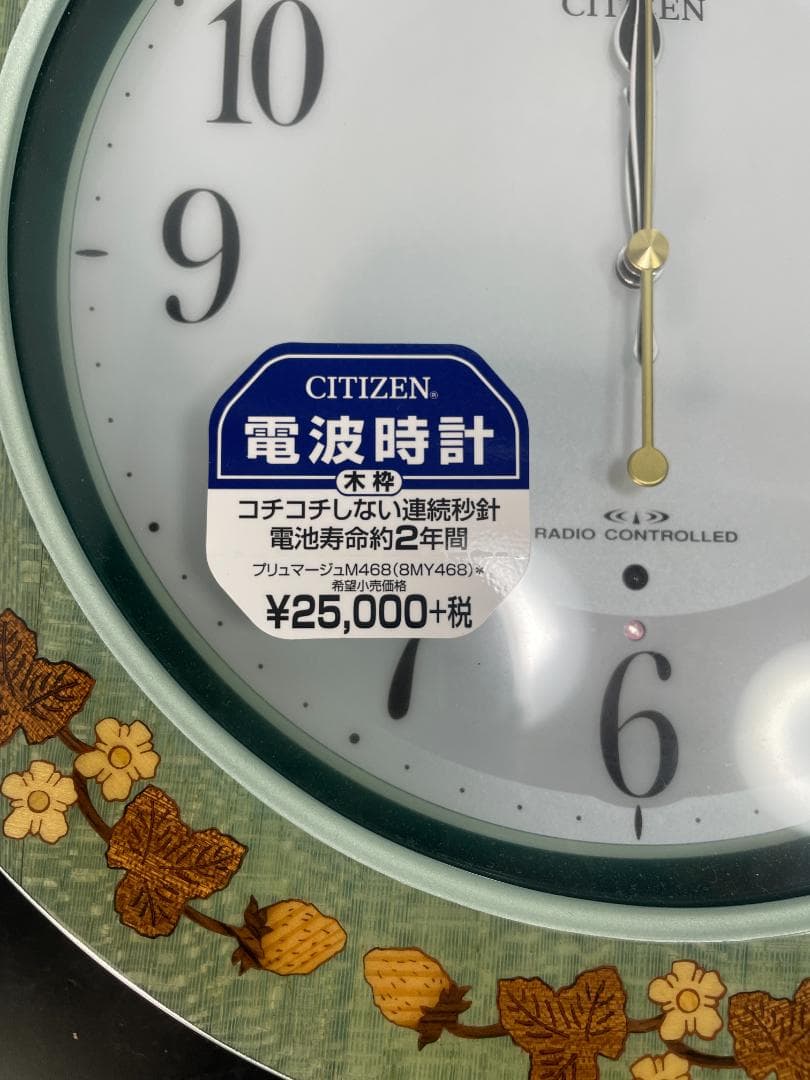 CITIZEN
10
9
CITIZEN®
電波時計
木枠
コチコチしない連続秒針
電池寿命約2年間
プリュマージュM468(8MY468)*
希望小売価格
¥25,000+税
RADIO CONTROLLED
7
6